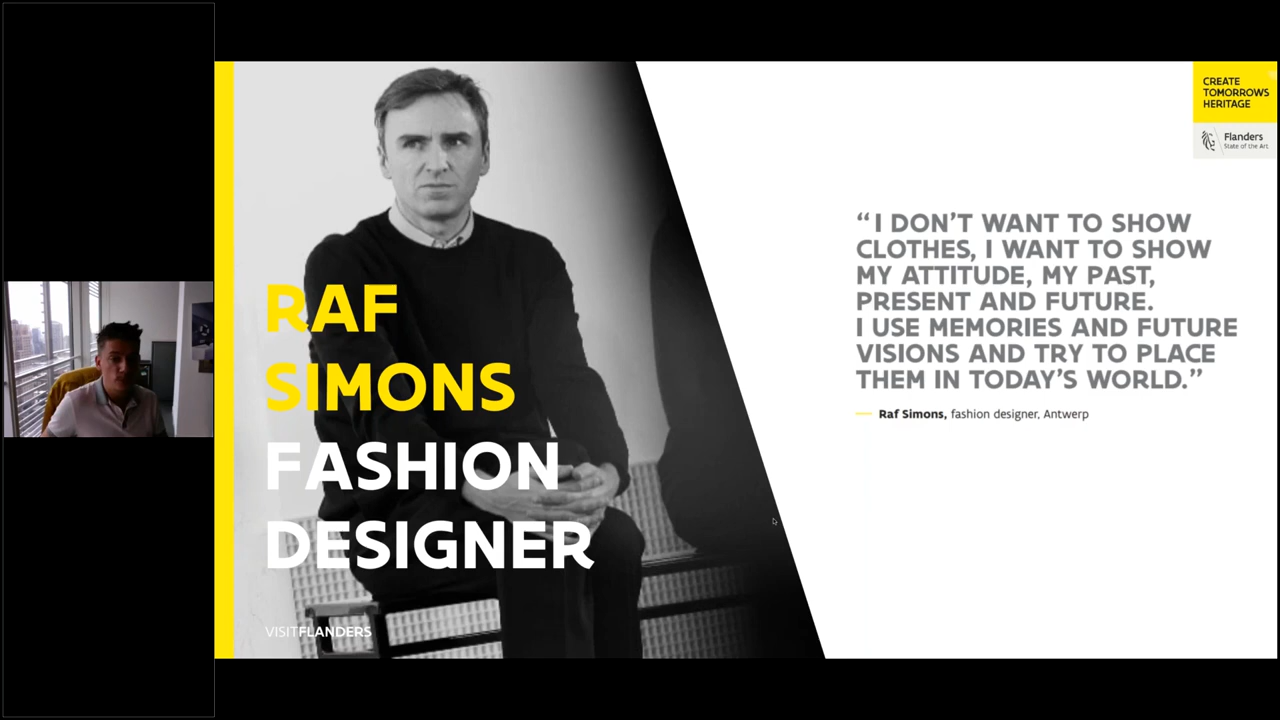 RAF
SIMONS
FASHION
DESIGNER
VISITFLANDERS
CREATE
TOMORROWS
HERITAGE
Flanders
State of the Art
“I DON’T WANT TO SHOW
CLOTHES, I WANT TO SHOW
MY ATTITUDE, MY PAST,
PRESENT AND FUTURE.
I USE MEMORIES AND FUTURE
VISIONS AND TRY TO PLACE
THEM IN TODAY’S WORLD.”
Raf Simons, fashion designer, Antwerp